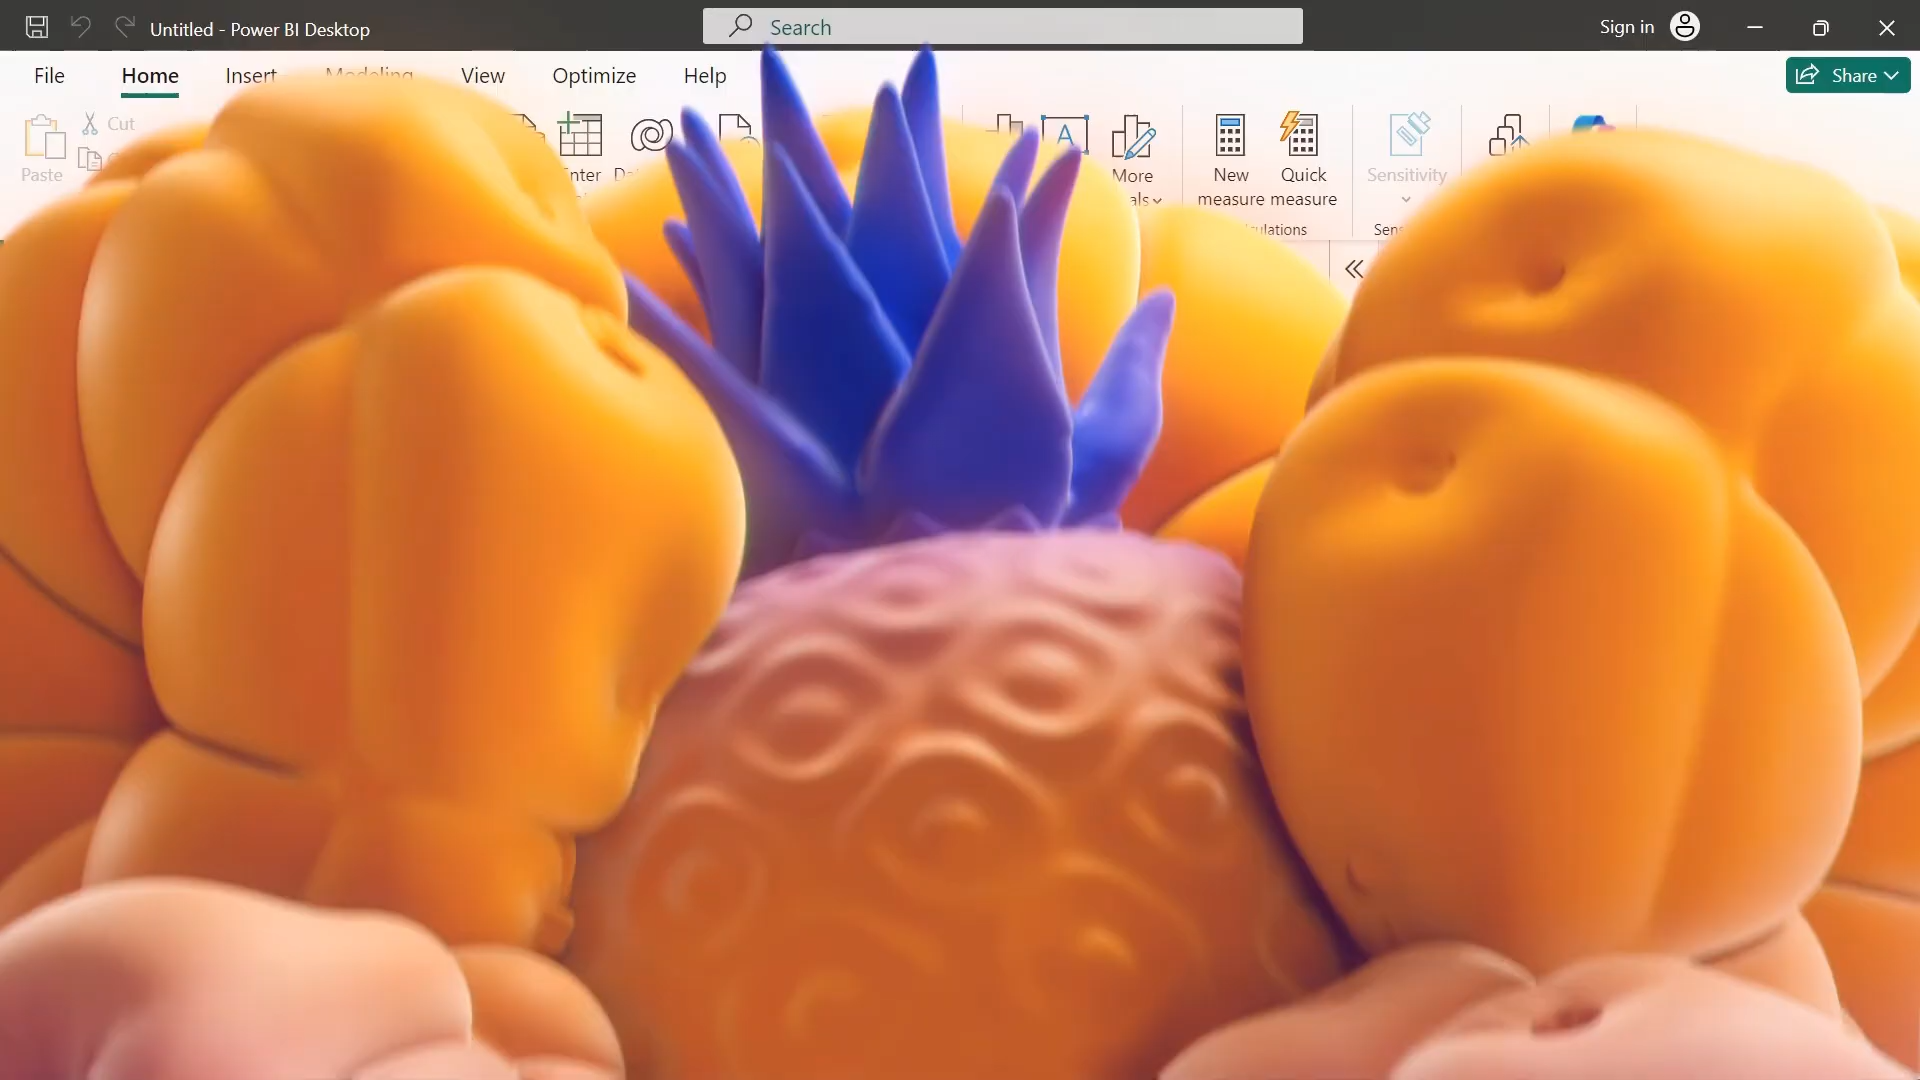 Untitled - Power BI Desktop
Search
Sign in
File Home Insert Modeling View Optimize Help
Share
Cut
Paste
More
New
measure
Quick
measure
Sensitivity